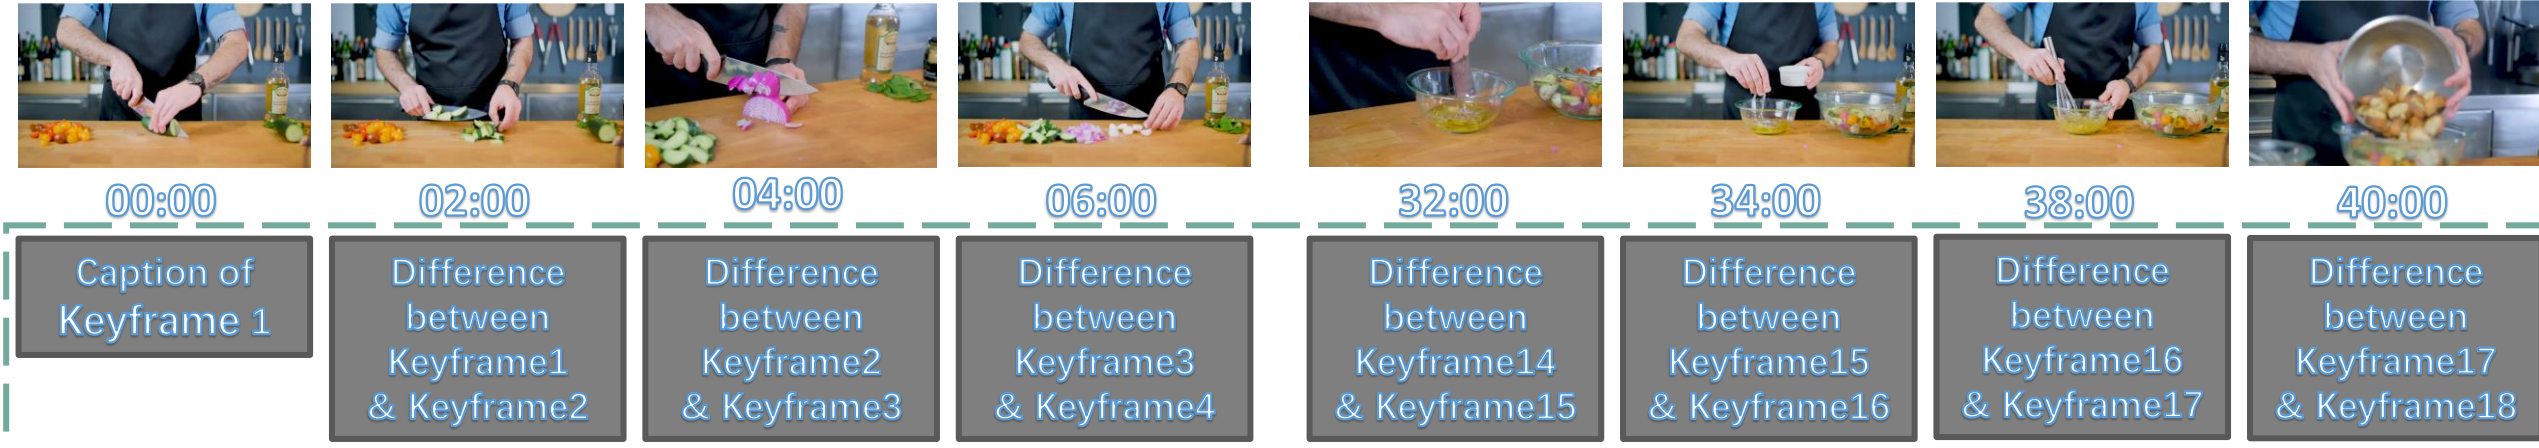 00:00
02:00
04:00
06:00
32:00
34:00
38:00
40:00
Caption of
Keyframe 1
Difference
between
Keyframe1
& Keyframe2
Difference
between
Keyframe2
& Keyframe3
Difference
between
Keyframe3
& Keyframe4
Difference
between
Keyframe14
& Keyframe15
Difference
between
Keyframe15
& Keyframe16
Difference
between
Keyframe16
& Keyframe17
Difference
between
Keyframe17
& Keyframe18